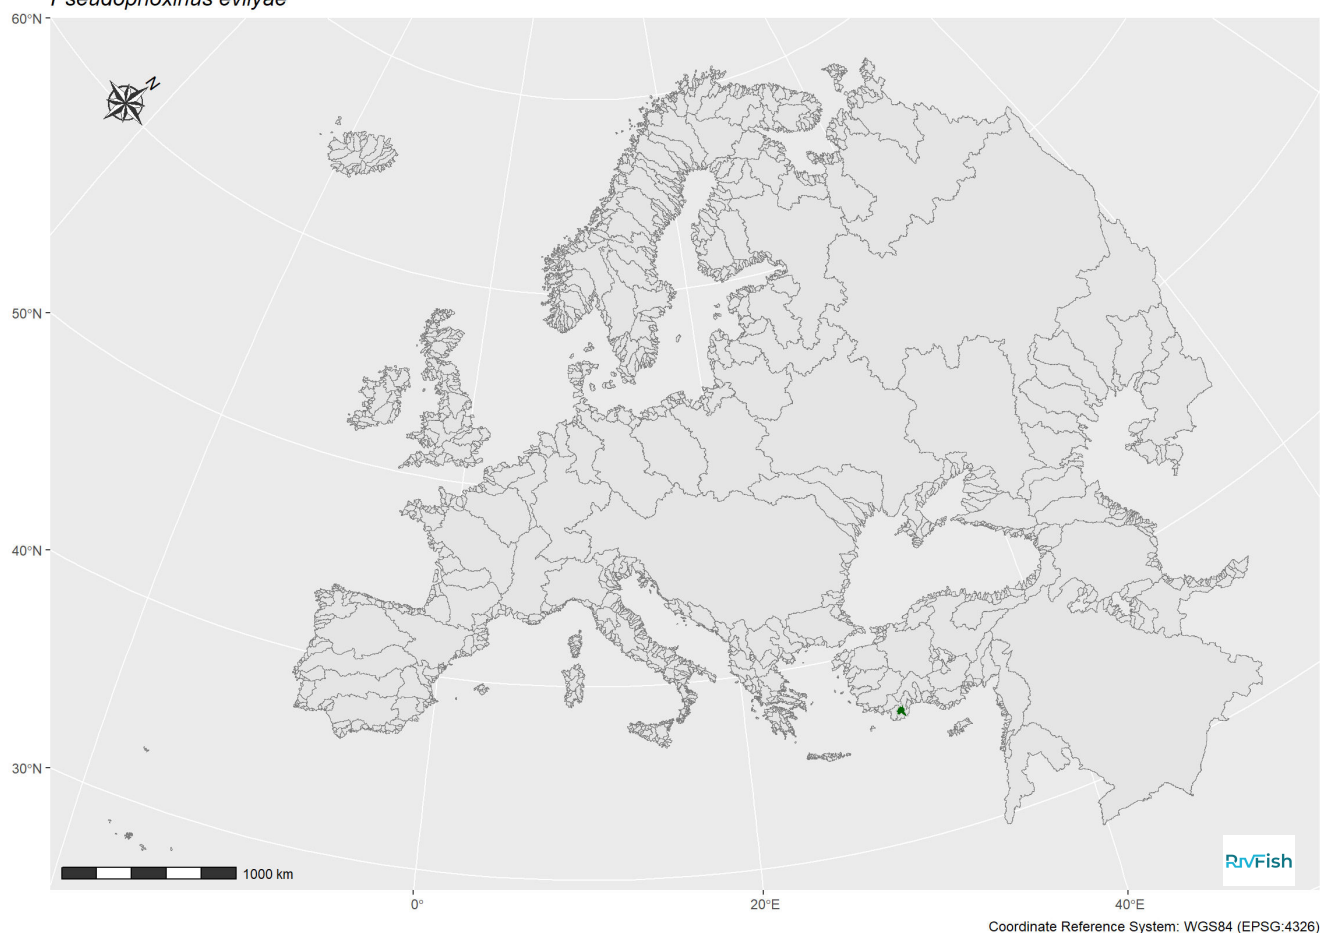 Pseudophoxinus evliyae
60°N
N
50°N
40°N
30°N
1000 km
RIVFish
0°
20°E
40°E
Coordinate Reference System: WGS84 (EPSG:4326)